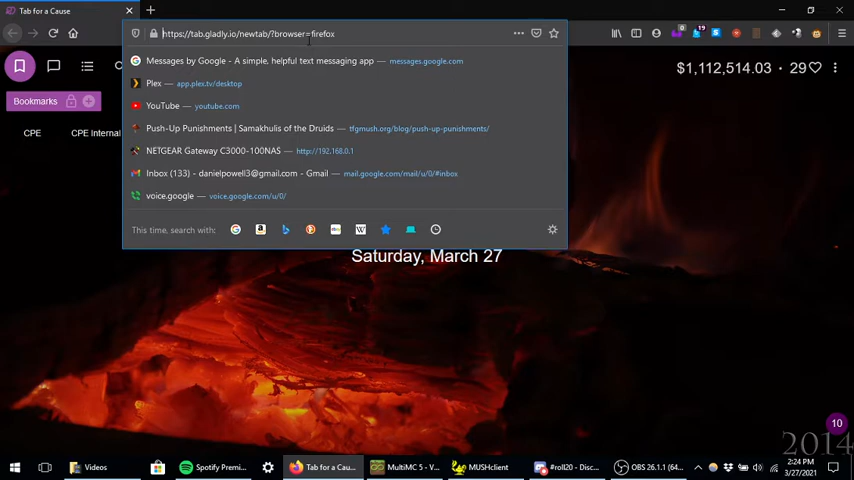 Tab for a Cause
https://tab.gladly.io/newtab/?browser=firefox
Messages by Google - A simple, helpful text messaging app — messages.google.com
$1,112,514.03 29
Plex — app.plex.tv/desktop
Bookmarks
YouTube — youtube.com
19
Push-Up Punishments | Samakhulis of the Druids — tfgmush.org/blog/push-up-punishments/
CPE CPE Internal
NETGEAR Gateway C3000-100NAS — http://192.168.0.1
Inbox (133) - danielpowell3@gmail.com - Gmail — mail.google.com/mail/u/0/#inbox
voice.google — voice.google.com/u/0/
This time, search with:
Saturday, March 27
10
2014
Videos
Spotify Premi...
Tab for a Cau...
MultiMC 5 - V...
MUSHclient
#roll20 - Disc...
OBS 26.1.1 (64...
2:24 PM
3/27/2021